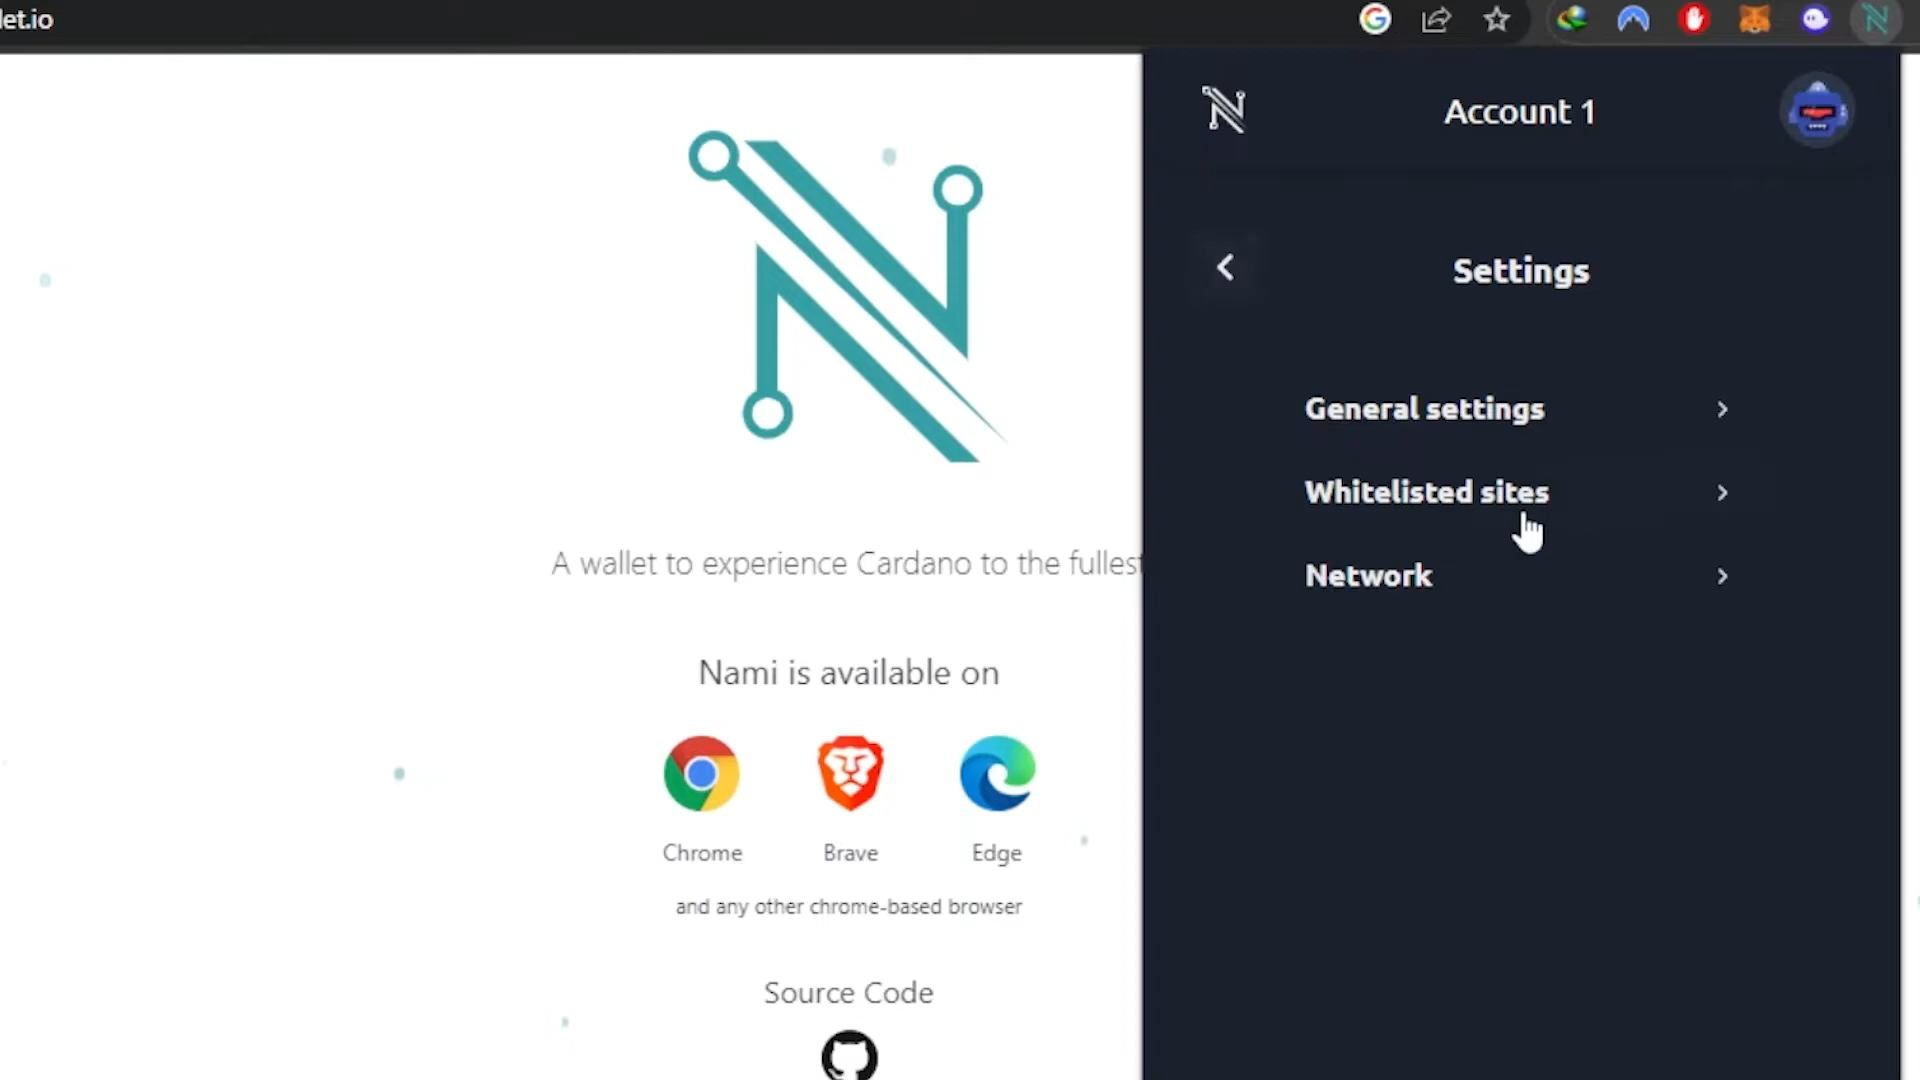 let.io
Account 1
Settings
General settings
Whitelisted sites
Network
A wallet to experience Cardano to the fullest
Nami is available on
Chrome
Brave
Edge
and any other chrome-based browser
Source Code